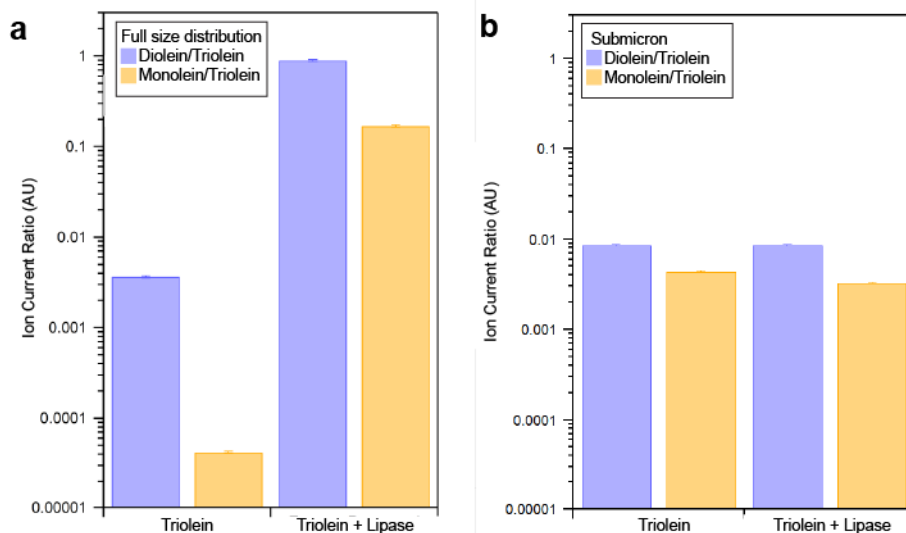 a
Full size distribution
Diolein/Triolein
Monolein/Triolein
Ion Current Ratio (AU)
1
0.1
0.01
0.001
0.0001
0.00001
Triolein
Triolein + Lipase
b
Submicron
Diolein/Triolein
Monolein/Triolein
Ion Current Ratio (AU)
1
0.1
0.01
0.001
0.0001
0.00001
Triolein
Triolein + Lipase